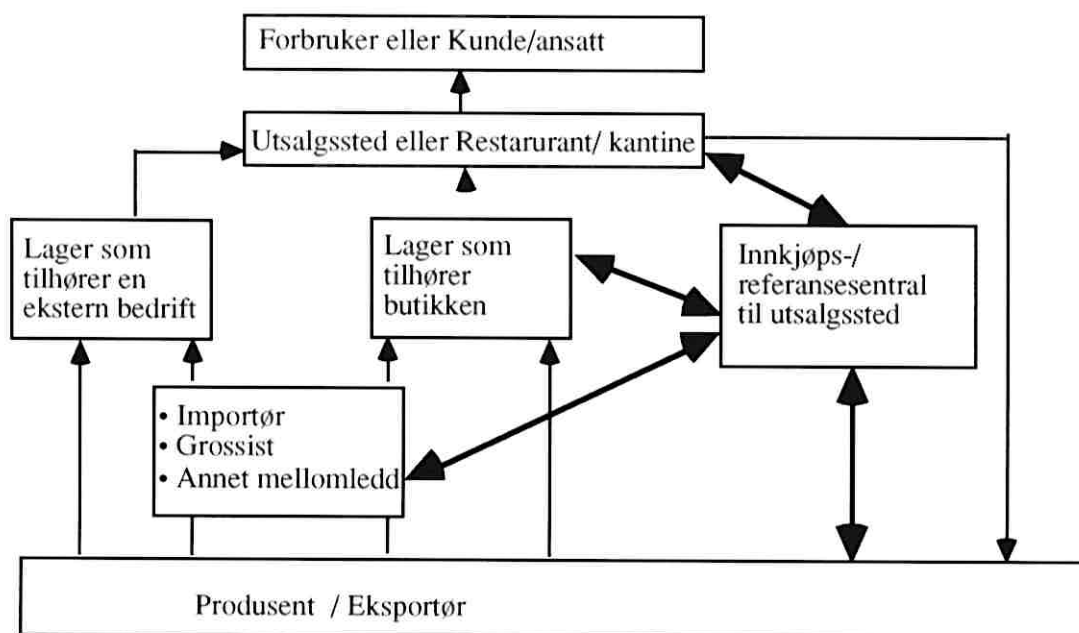 Forbruker eller Kunde/ansatt
Utsalgssted eller Restarurant/ kantine
Lager som
tilhører en
ekstern bedrift
Lager som
tilhører
butikken
Innkjøps-/
referansesentral
til utsalgssted
• Importør
• Grossist
• Annet mellomledd
Produsent / Eksportør